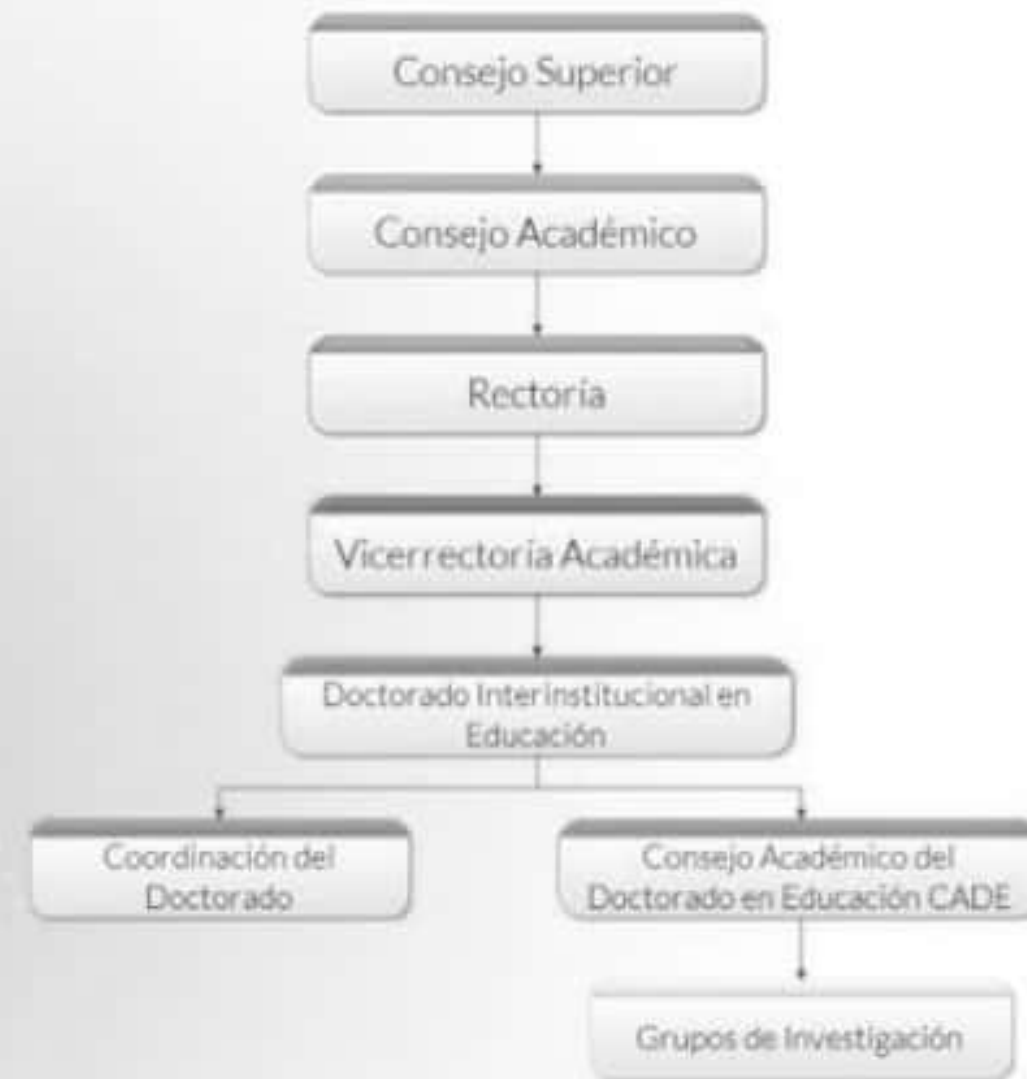 Consejo Superior
Consejo Académico
Rectoría
Vicerrectoría Académica
Doctorado Interinstitucional en
Educación
Coordinación del
Doctorado
Consejo Académico del
Doctorado en Educación CADE
Grupos de Investigación